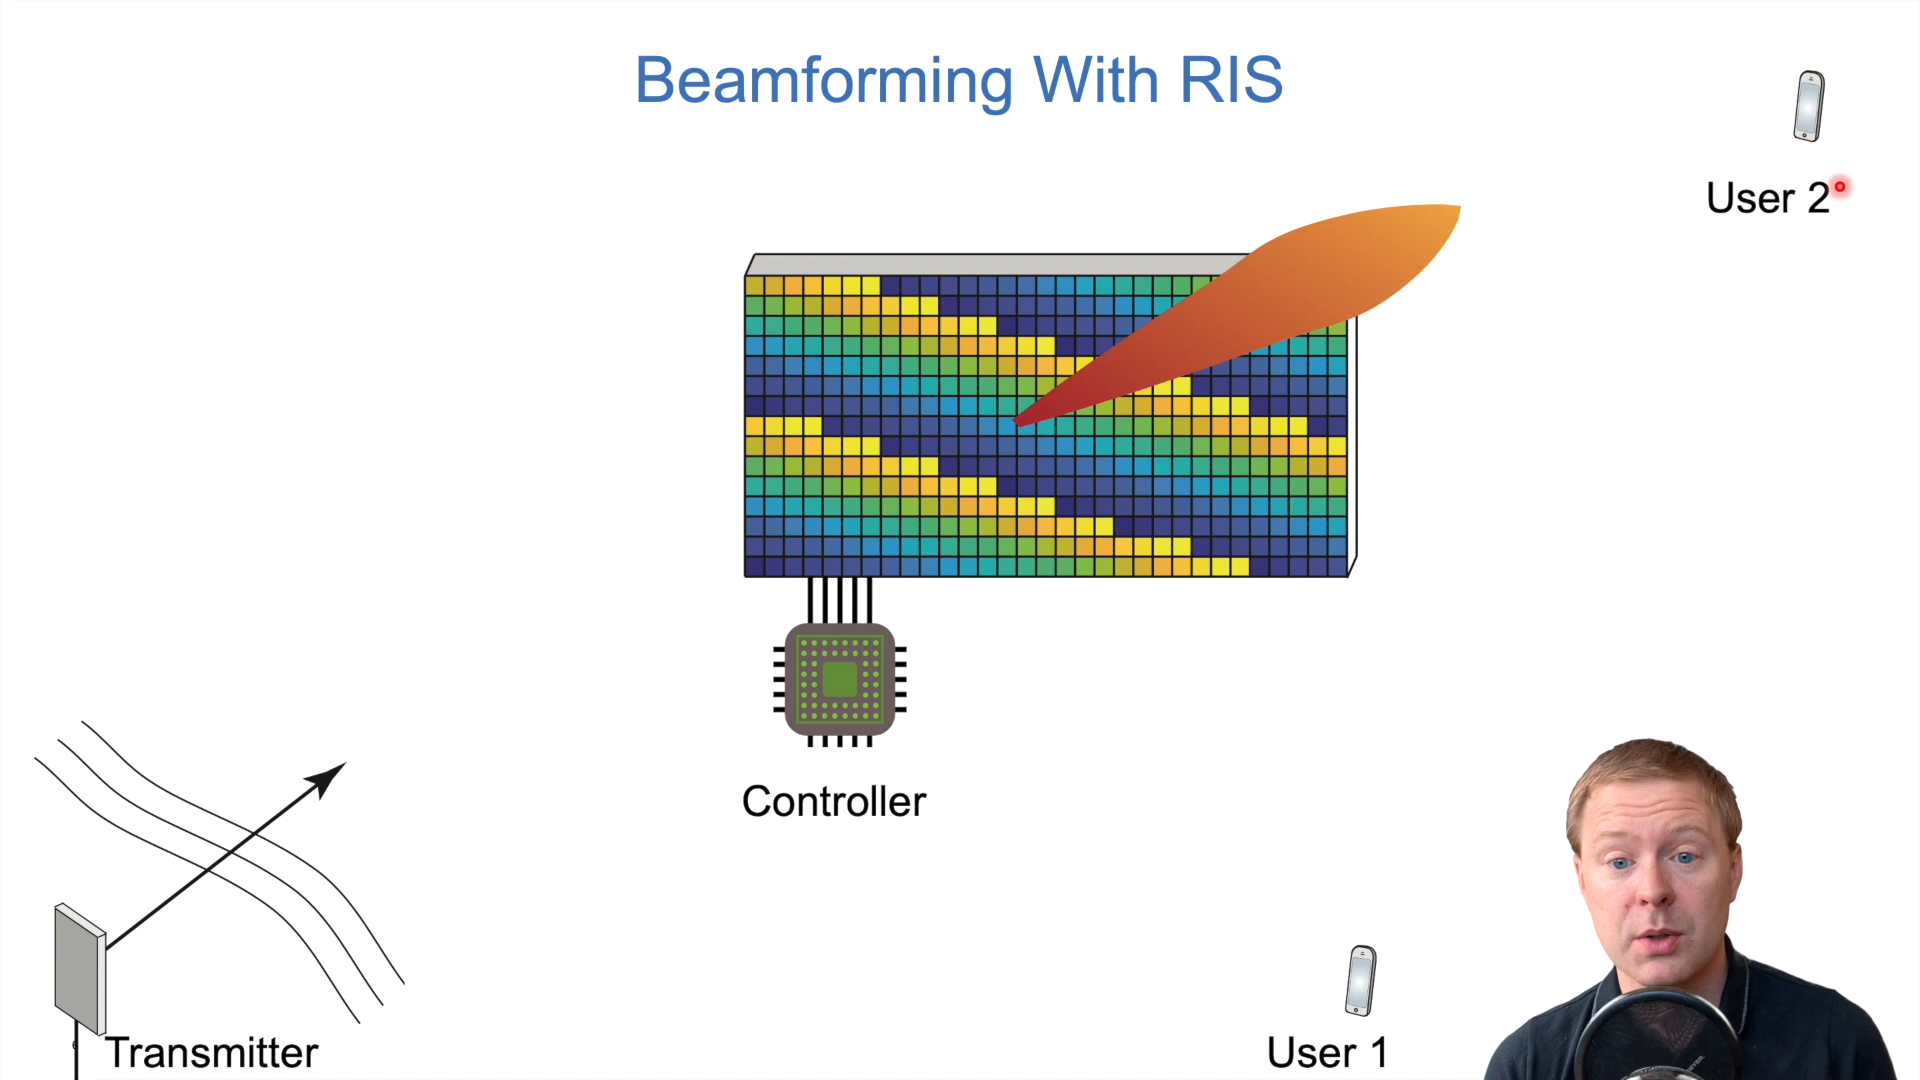 Beamforming With RIS
User 2
Controller
Transmitter
User 1